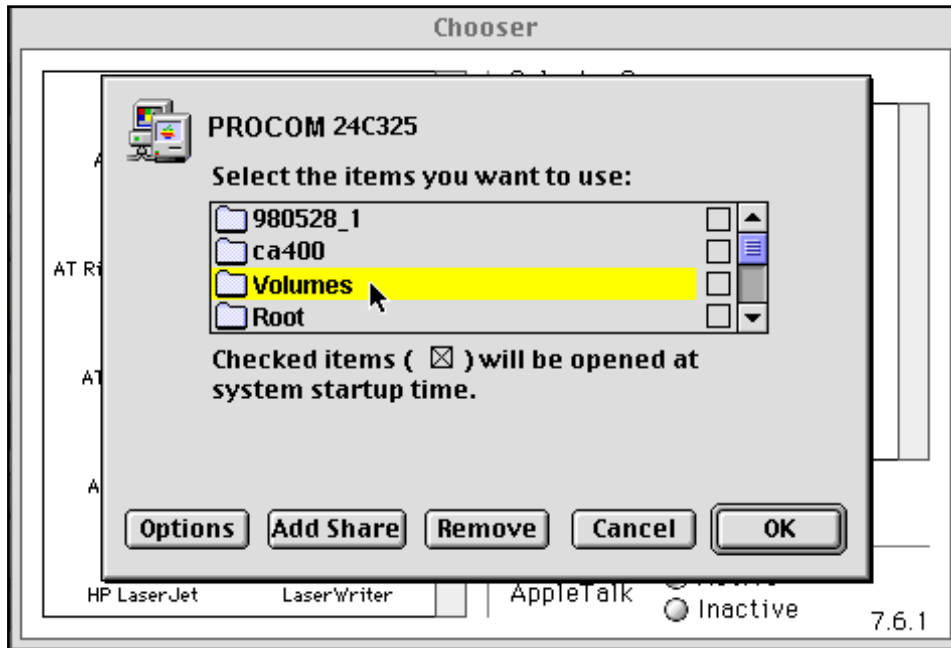 Chooser
PROCOM 24C325
Select the items you want to use:
980528_1
ca400
Volumes
Root
Checked items ( ☒ ) will be opened at
system startup time.
AT
Options
Add Share
Remove
Cancel
OK
HP LaserJet
LaserWriter
AppleTalk
Inactive
7.6.1